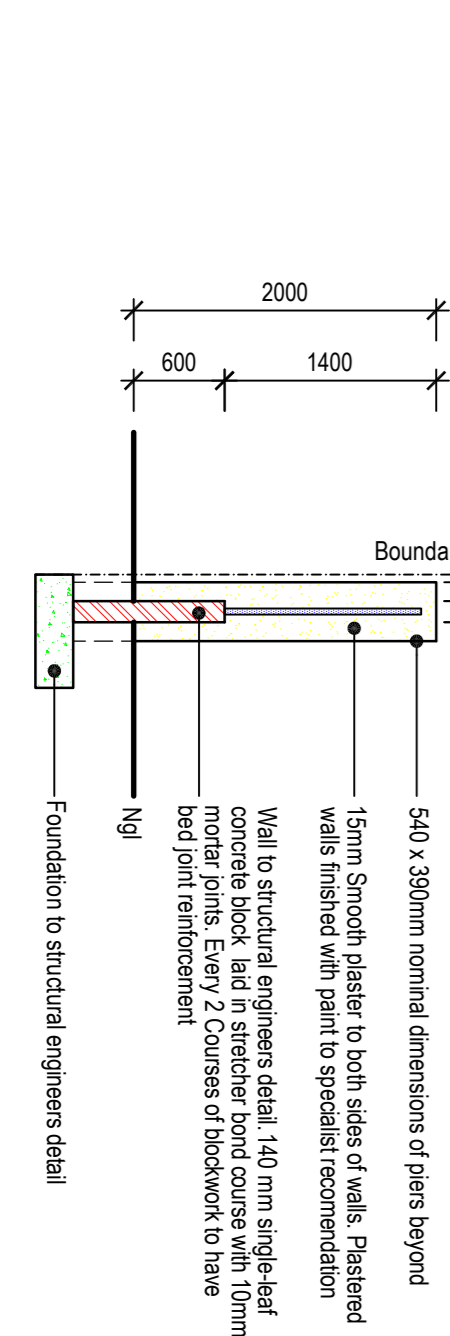 2000
600
1400
Bounda
540 x 390mm nominal dimensions of piers beyond
15mm Smooth plaster to both sides of walls. Plastered
walls finished with paint to specialist recomendation
Wall to structural engineers detail. 140 mm single-leaf
concrete block laid in stretcher bond course with 10mm
mortar joints. Every 2 Courses of blockwork to have
bed joint reinforcement
Ngl
Foundation to structural engineers detail